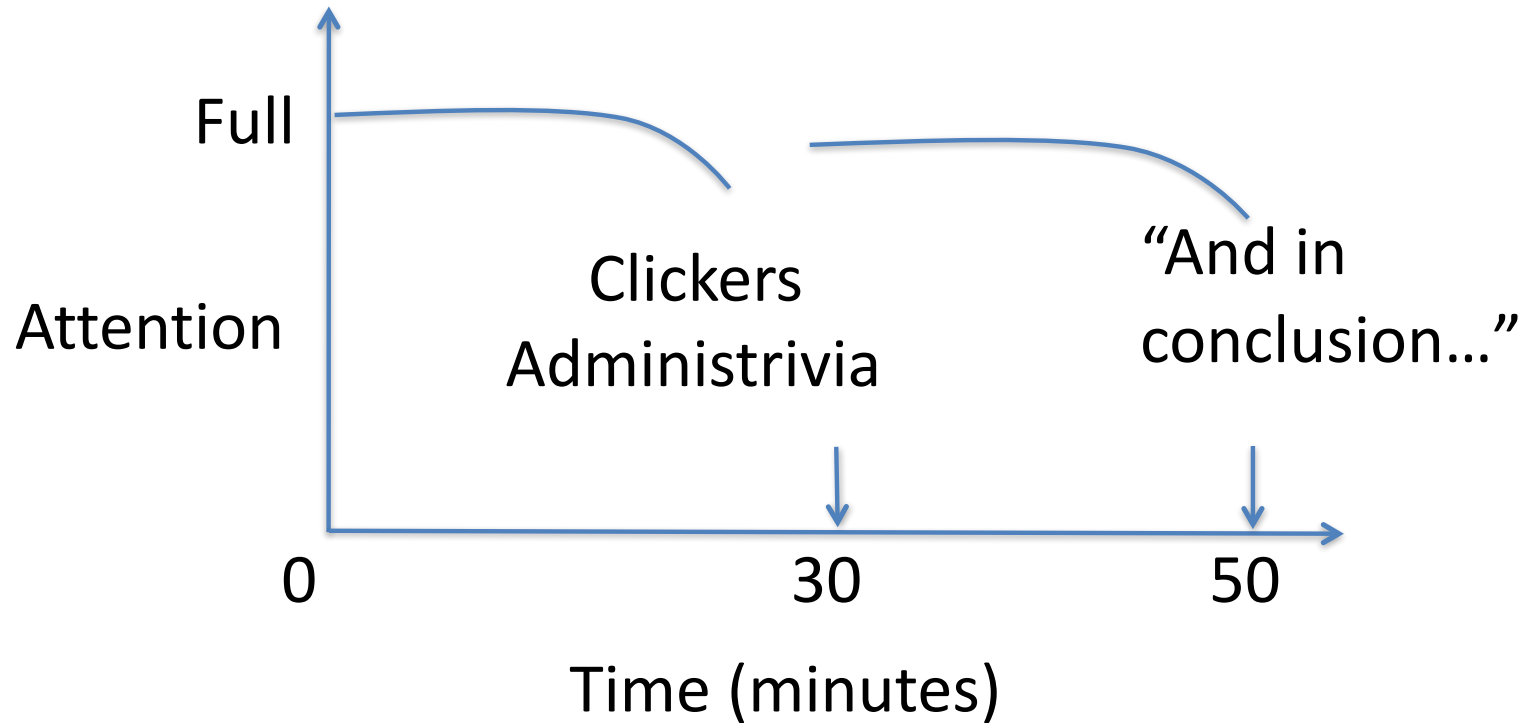 Full
Attention
Clickers
Administrivia
“And in
conclusion…”
0
30
50
Time (minutes)